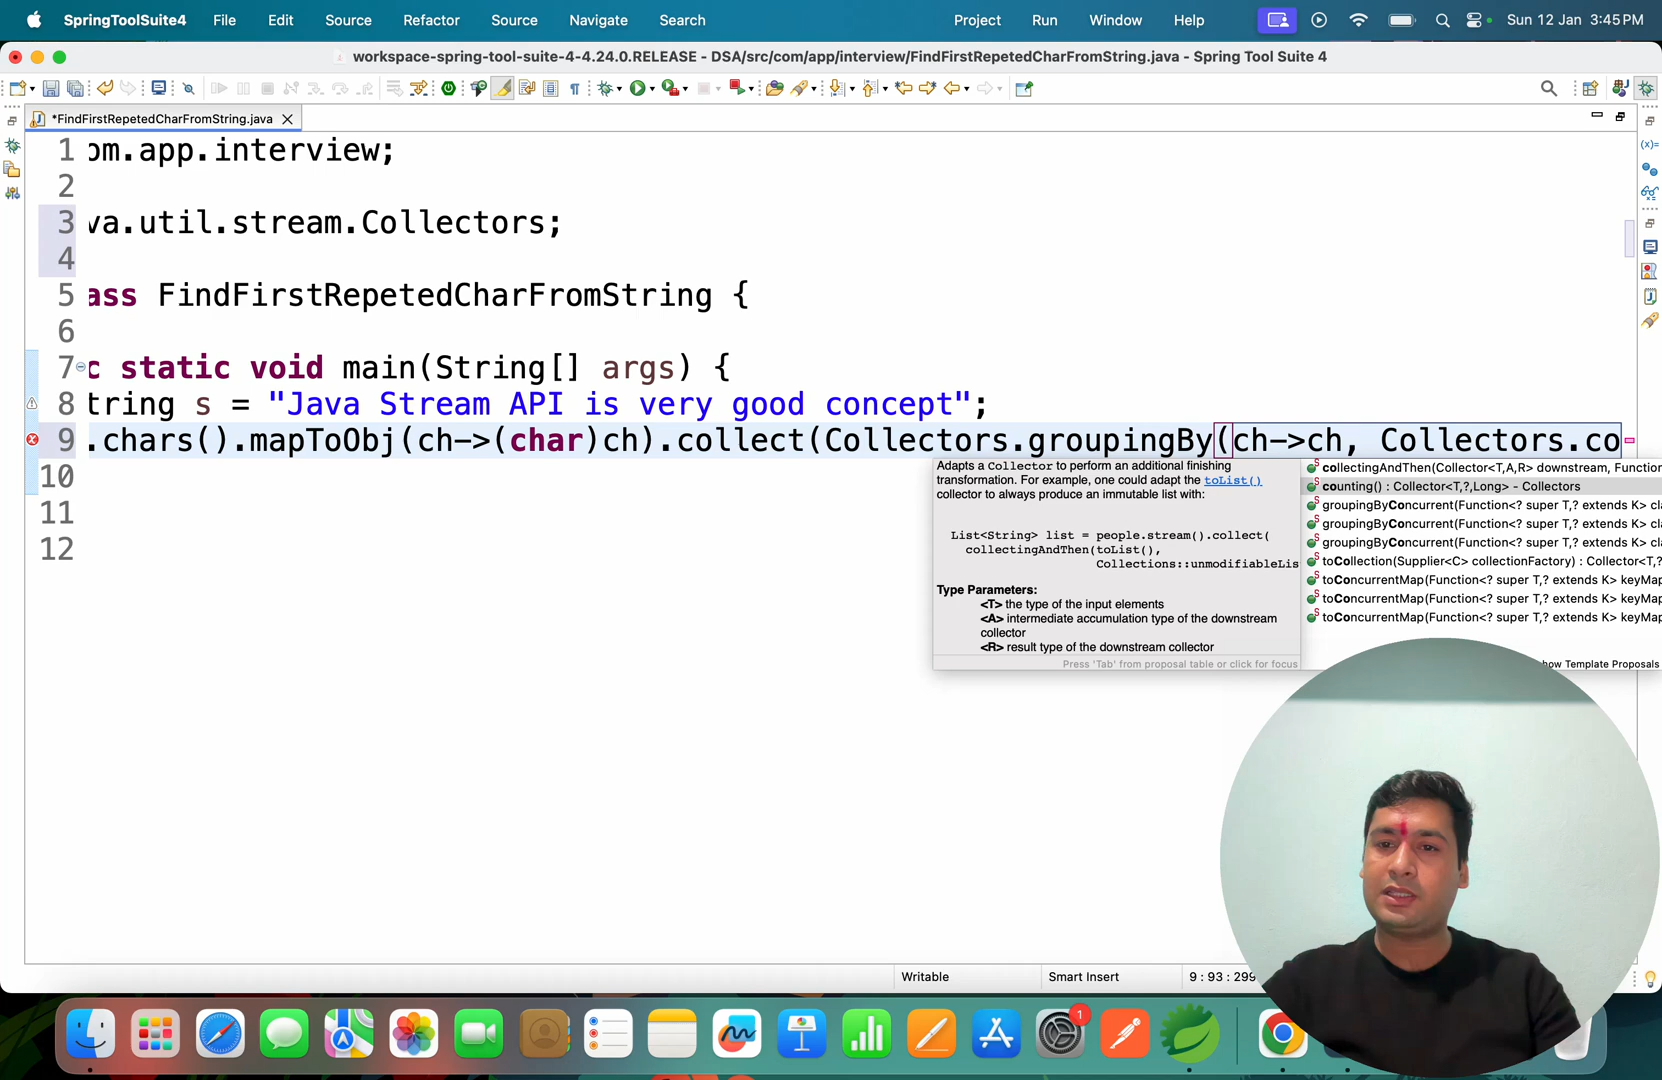 SpringToolSuite4 File Edit Source Refactor Source Navigate Search Project Run Window Help Sun 12 Jan 3:45 PM
workspace-spring-tool-suite-4-4.24.0.RELEASE - DSA/src/com/app/interview/FindFirstRepetedCharFromString.java - Spring Tool Suite 4
*FindFirstRepetedCharFromString.java
1 om.app.interview;
2
3 va.util.stream.Collectors;
4
5 ass FindFirstRepetedCharFromString {
6
7 c static void main(String[] args) {
8 tring s = "Java Stream API is very good concept";
9 .chars().mapToObj(ch->(char)ch).collect(Collectors.groupingBy(ch->ch, Collectors.co
10
11
12
Adapts a Collector to perform an additional finishing
transformation. For example, one could adapt the toList()
collector to always produce an immutable list with:
List<String> list = people.stream().collect(
collectingAndThen(toList(),
Collections::unmodifiableLis
Type Parameters:
<T> the type of the input elements
<A> intermediate accumulation type of the downstream
collector
<R> result type of the downstream collector
Press 'Tab' from proposal table or click for focus
collectingAndThen(Collector<T,A,R> downstream, Function
counting() : Collector<T,?,Long> - Collectors
groupingByConcurrent(Function<? super T,? extends K> cla
groupingByConcurrent(Function<? super T,? extends K> cla
groupingByConcurrent(Function<? super T,? extends K> cla
toCollection(Supplier<C> collectionFactory) : Collector<T,?
toConcurrentMap(Function<? super T,? extends K> keyMap
toConcurrentMap(Function<? super T,? extends K> keyMap
toConcurrentMap(Function<? super T,? extends K> keyMap
how Template Proposals
Writable Smart Insert 9 : 93 : 299
1